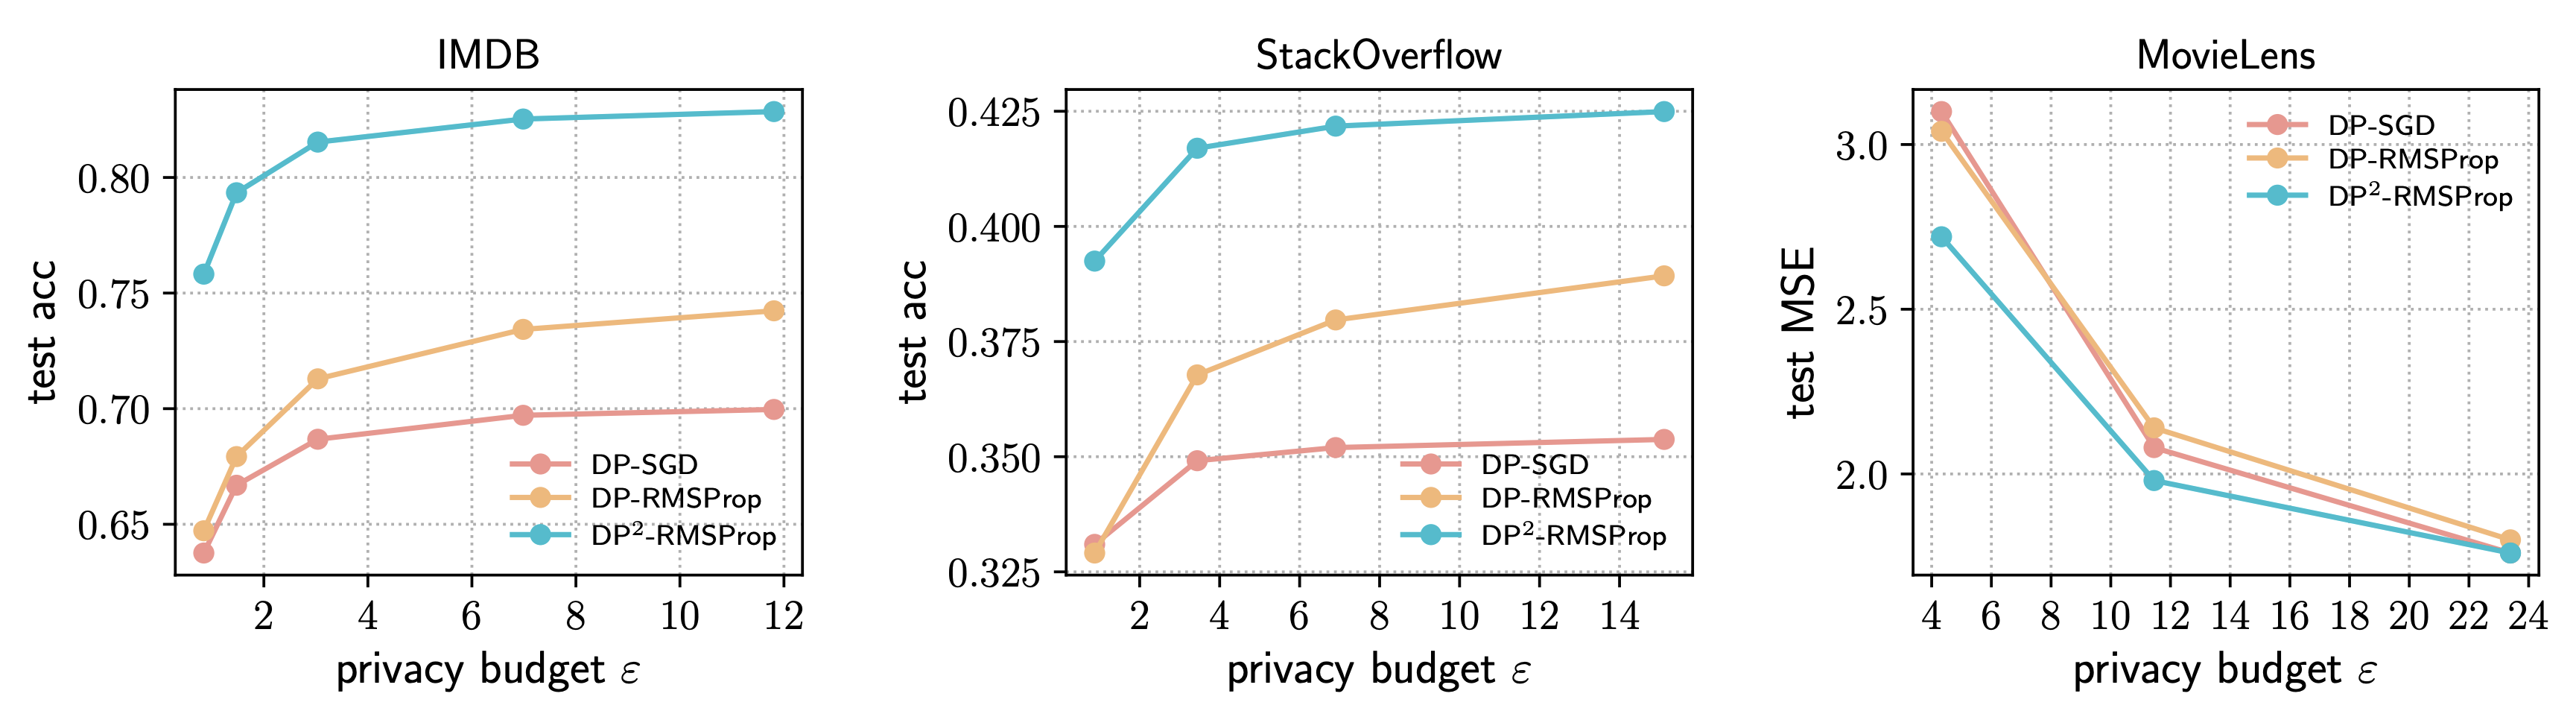 IMDB
test acc
0.80
0.75
0.70
0.65
DP-SGD
DP-RMSProp
DP²-RMSProp
2 4 6 8 10 12
privacy budget ε
StackOverflow
test acc
0.425
0.400
0.375
0.350
0.325
DP-SGD
DP-RMSProp
DP²-RMSProp
2 4 6 8 10 12 14
privacy budget ε
MovieLens
test MSE
3.0
2.5
2.0
DP-SGD
DP-RMSProp
DP²-RMSProp
4 6 8 10 12 14 16 18 20 22 24
privacy budget ε